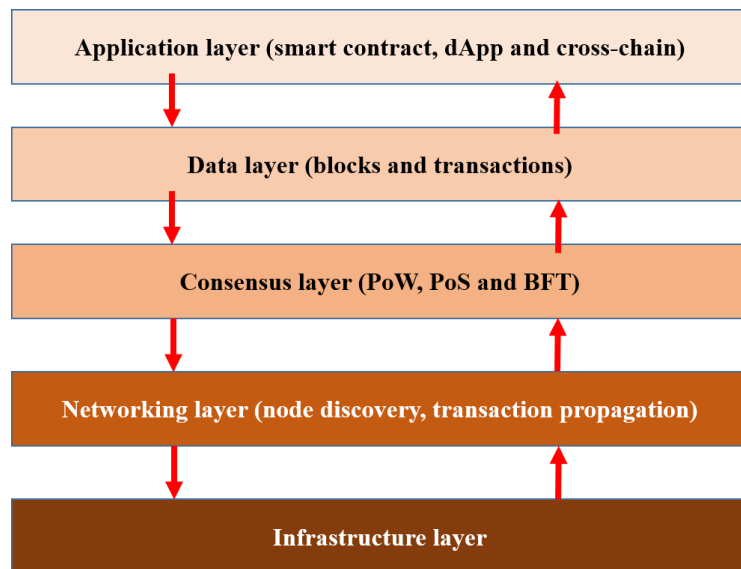 Application layer (smart contract, dApp and cross-chain)
Data layer (blocks and transactions)
Consensus layer (PoW, PoS and BFT)
Networking layer (node discovery, transaction propagation)
Infrastructure layer